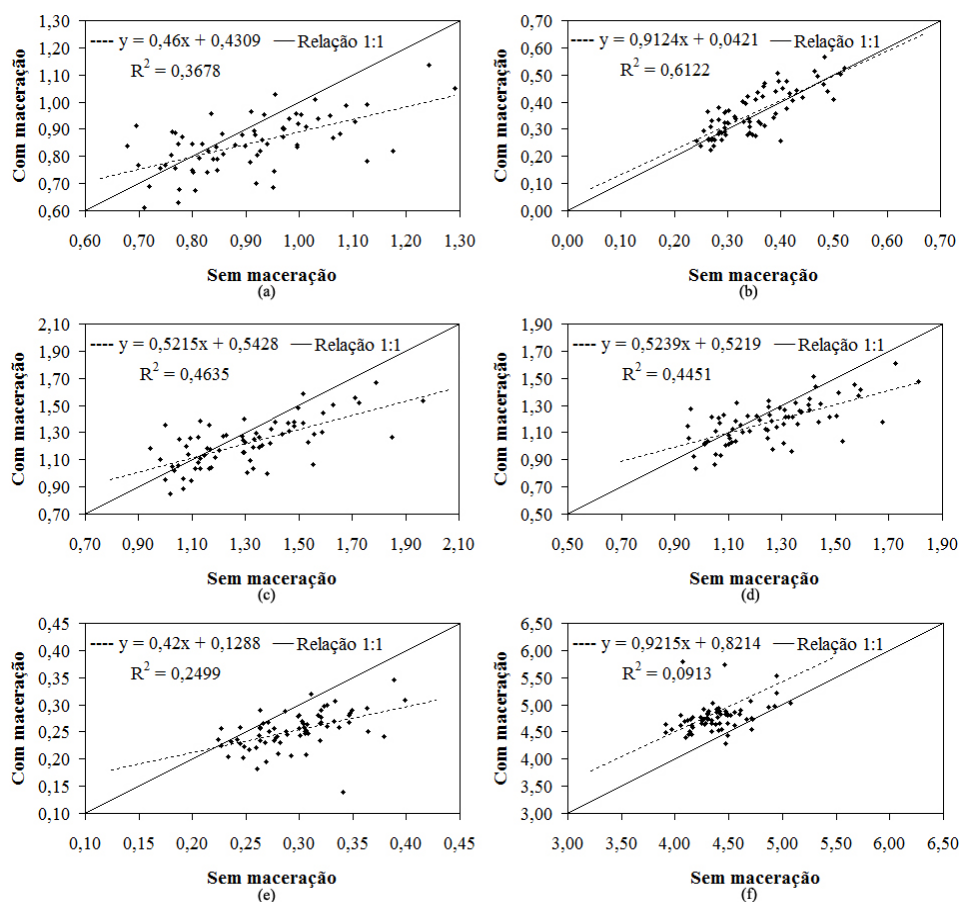 1,30
1,20
1,10
1,00
0,90
0,80
0,70
0,60
Com maceração
y = 0,46x + 0,4309 Relação 1:1
R² = 0,3678
0,60 0,70 0,80 0,90 1,00 1,10 1,20 1,30
Sem maceração
(a)
0,70
0,60
0,50
0,40
0,30
0,20
0,10
0,00
Com maceração
y = 0,9124x + 0,0421 Relação 1:1
R² = 0,6122
0,00 0,10 0,20 0,30 0,40 0,50 0,60 0,70
Sem maceração
(b)
2,10
1,90
1,70
1,50
1,30
1,10
0,90
0,70
Com maceração
y = 0,5215x + 0,5428 Relação 1:1
R² = 0,4635
0,70 0,90 1,10 1,30 1,50 1,70 1,90 2,10
Sem maceração
(c)
1,90
1,70
1,50
1,30
1,10
0,90
0,70
0,50
Com maceração
y = 0,5239x + 0,5219 Relação 1:1
R² = 0,4451
0,50 0,70 0,90 1,10 1,30 1,50 1,70 1,90
Sem maceração
(d)
0,45
0,40
0,35
0,30
0,25
0,20
0,15
0,10
Com maceração
y = 0,42x + 0,1288 Relação 1:1
R² = 0,2499
0,10 0,15 0,20 0,25 0,30 0,35 0,40 0,45
Sem maceração
(e)
6,50
6,00
5,50
5,00
4,50
4,00
3,50
3,00
Com maceração
y = 0,9215x + 0,8214 Relação 1:1
R² = 0,0913
3,00 3,50 4,00 4,50 5,00 5,50 6,00 6,50
Sem maceração
(f)